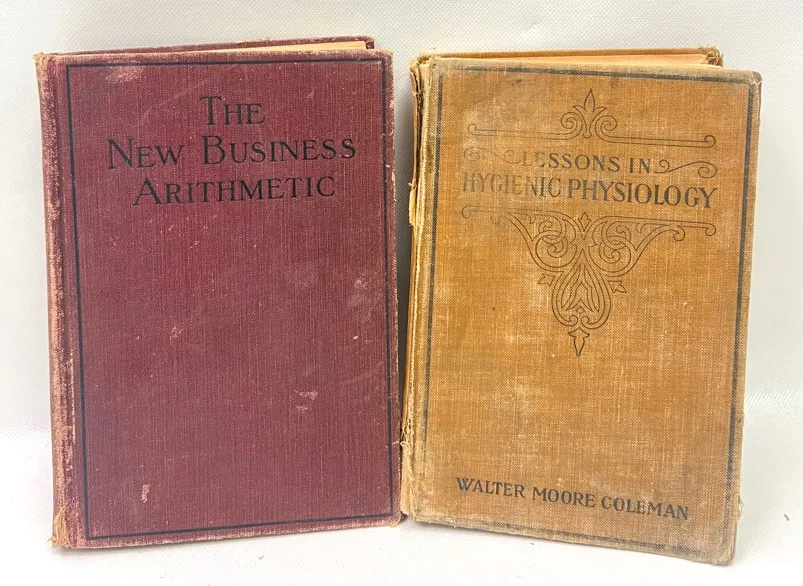 THE
NEW BUSINESS
ARITHMETIC
LESSONS IN
HYGIENIC PHYSIOLOGY
WALTER MOORE COLEMAN